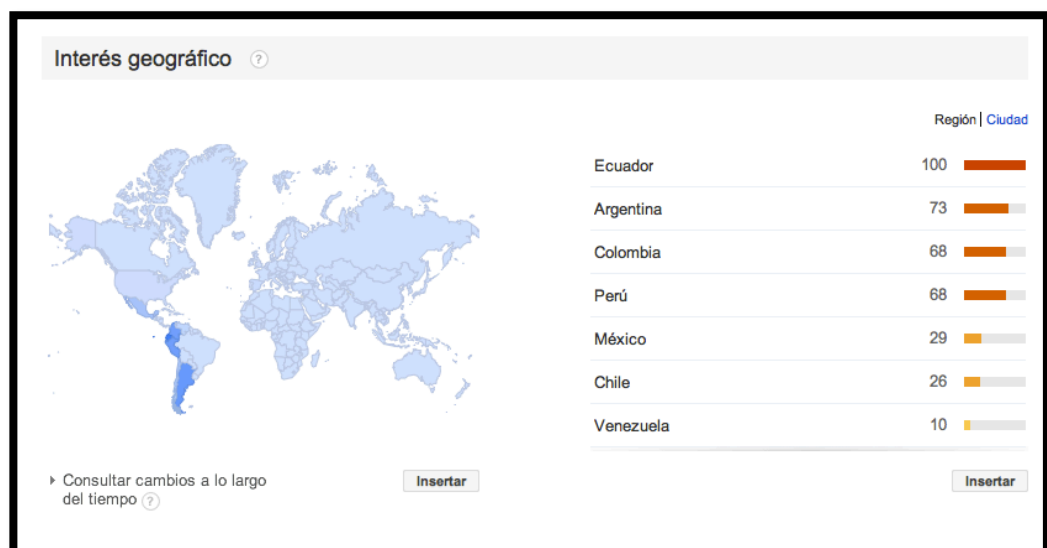 Interés geográfico ?
Región | Ciudad
Ecuador 100
Argentina 73
Colombia 68
Perú 68
México 29
Chile 26
Venezuela 10
Consultar cambios a lo largo
del tiempo ?
Insertar
Insertar